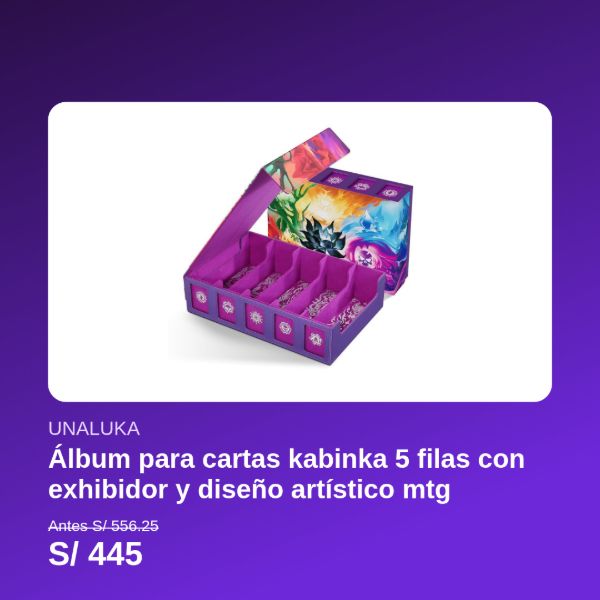 UNALUKA
Álbum para cartas kabinka 5 filas con
exhibidor y diseño artístico mtg
Antes S/ 556.25
S/ 445